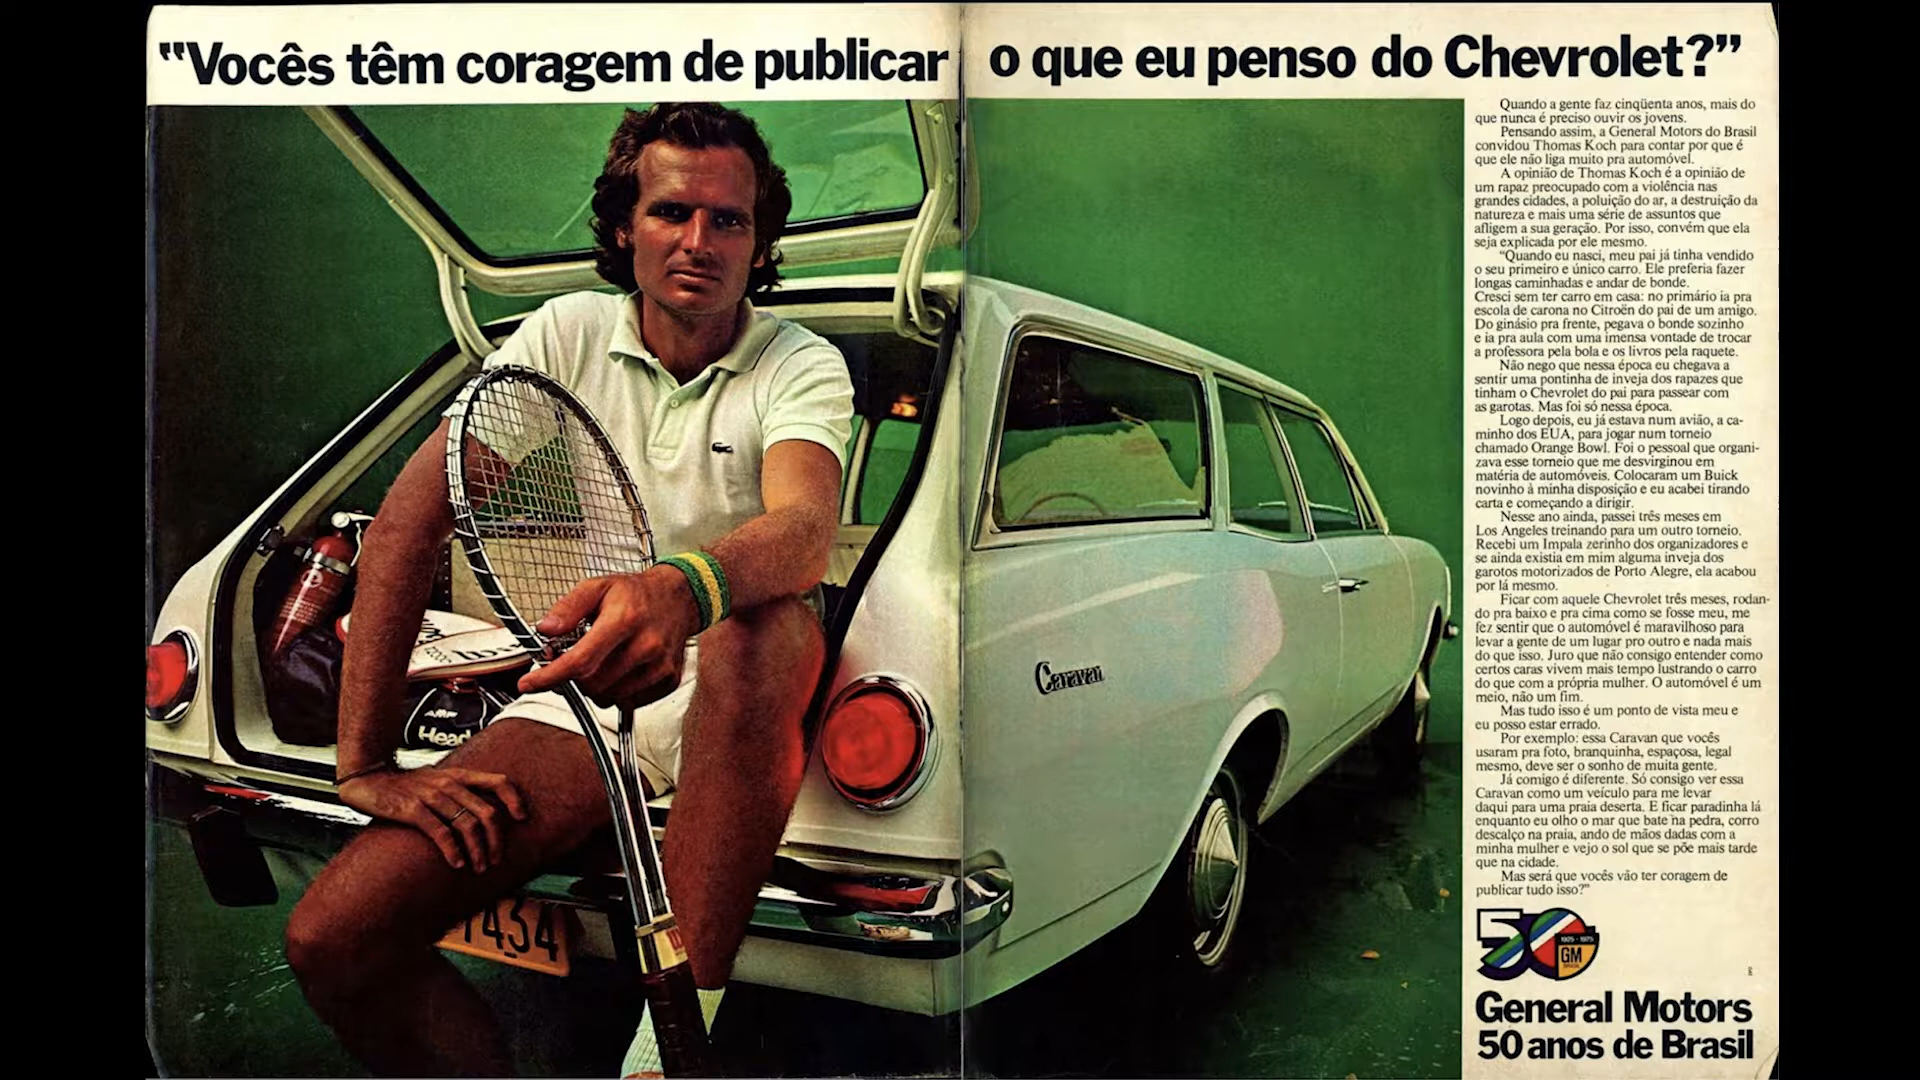 "Vocês têm coragem de publicar o que eu penso do Chevrolet?"
Quando a gente faz cinqüenta anos, mais do
que nunca é preciso ouvir os jovens.
Pensando assim, a General Motors do Brasil
convidou Thomas Koch para contar por que é
que ele não liga muito pra automóvel.
A opinião de Thomas Koch é a opinião de
um rapaz preocupado com a violência nas
grandes cidades, a poluição do ar, a destruição da
natureza e mais uma série de assuntos que
afligem a sua geração. Por isso, convém que ela
seja explicada por ele mesmo.
"Quando eu nasci, meu pai já tinha vendido
o seu primeiro e único carro. Ele preferia fazer
longas caminhadas e andar de bonde.
Cresci sem ter carro em casa: no primário ia pra
escola de carona no Citroën do pai de um amigo.
Do ginásio pra frente, pegava o bonde sozinho
e ia pra aula com uma imensa vontade de trocar
a professora pela bola e os livros pela raquete.
Não nego que nessa época eu chegava a
sentir uma pontinha de inveja dos rapazes que
tinham o Chevrolet do pai para passear com
as garotas. Mas foi só nessa época.
Logo depois, eu já estava num avião, a ca-
minho dos EUA, para jogar num torneio
chamado Orange Bowl. Foi o pessoal que organi-
zava esse torneio que me desvirginou em
matéria de automóveis. Colocaram um Buick
novinho à minha disposição e eu acabei tirando
carta e começando a dirigir.
Nesse ano ainda, passei três meses em
Los Angeles treinando para um outro torneio.
Recebi um Impala zerinho dos organizadores e
se ainda existia em mim alguma inveja dos
garotos motorizados de Porto Alegre, ela acabou
por lá mesmo.
Ficar com aquele Chevrolet três meses, rodan-
do pra baixo e pra cima como se fosse meu, me
fez sentir que o automóvel é maravilhoso para
levar a gente de um lugar pro outro e nada mais
do que isso. Juro que não consigo entender como
certos caras vivem mais tempo lustrando o carro
do que com a própria mulher. O automóvel é um
meio, não um fim.
Mas tudo isso é um ponto de vista meu e
eu posso estar errado.
Por exemplo: essa Caravan que vocês
usaram pra foto, branquinha, espaçosa, legal
mesmo, deve ser o sonho de muita gente.
Já comigo é diferente. Só consigo ver essa
Caravan como um veículo para me levar
daqui para uma praia deserta. E ficar paradinha lá
enquanto eu olho o mar que bate na pedra, corro
descalço na praia, ando de mãos dadas com a
minha mulher e vejo o sol que se põe mais tarde
que na cidade.
Mas será que vocês vão ter coragem de
publicar tudo isso?"
Caravan
AMF
Head
7434
50
1925-1975
GM
General Motors
50 anos de Brasil